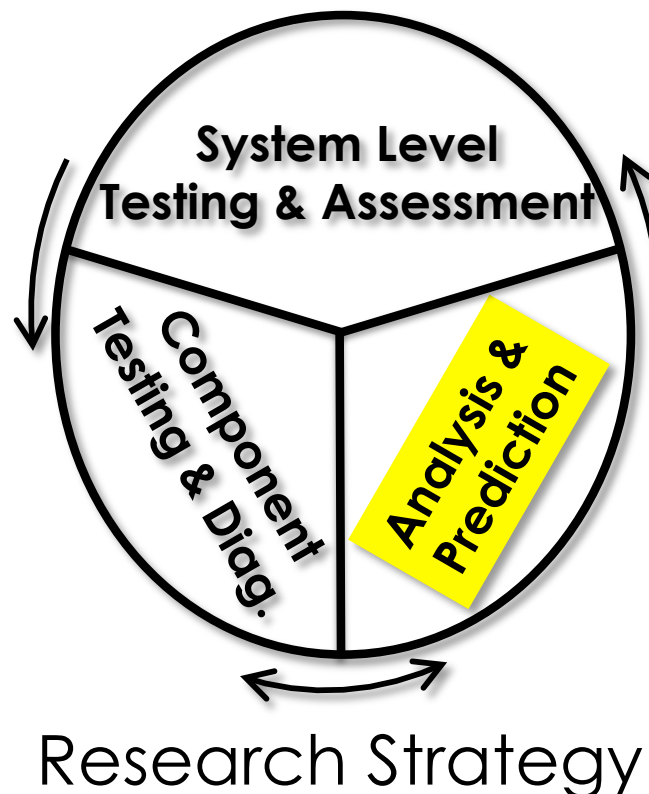 System Level
Testing & Assessment
Component
Testing & Diag.
Analysis &
Prediction
Research Strategy